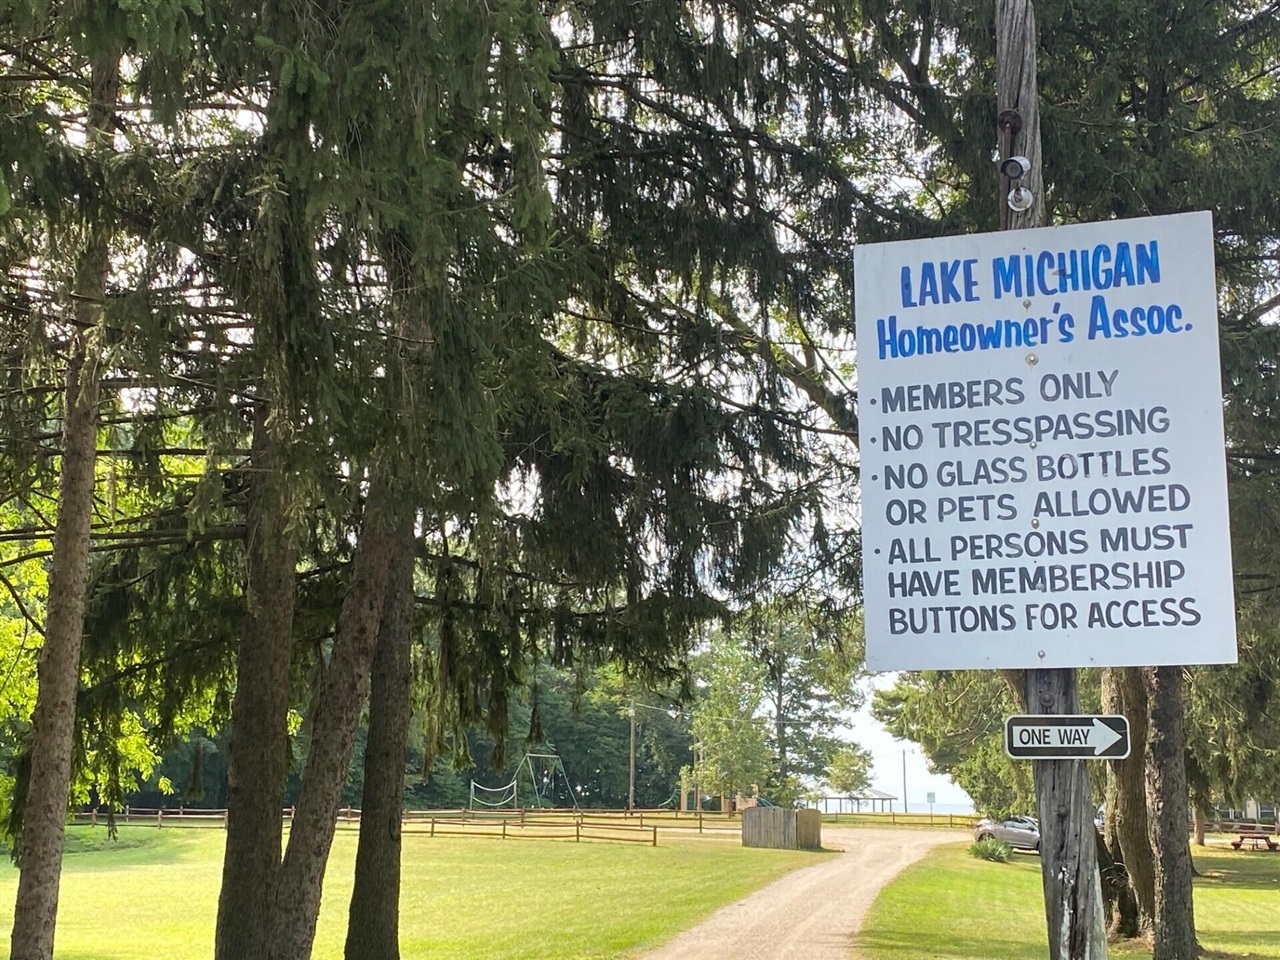 LAKE MICHIGAN
Homeowner's Assoc.
· MEMBERS ONLY
· NO TRESSPASSING
· NO GLASS BOTTLES
OR PETS ALLOWED
· ALL PERSONS MUST
HAVE MEMBERSHIP
BUTTONS FOR ACCESS
ONE WAY